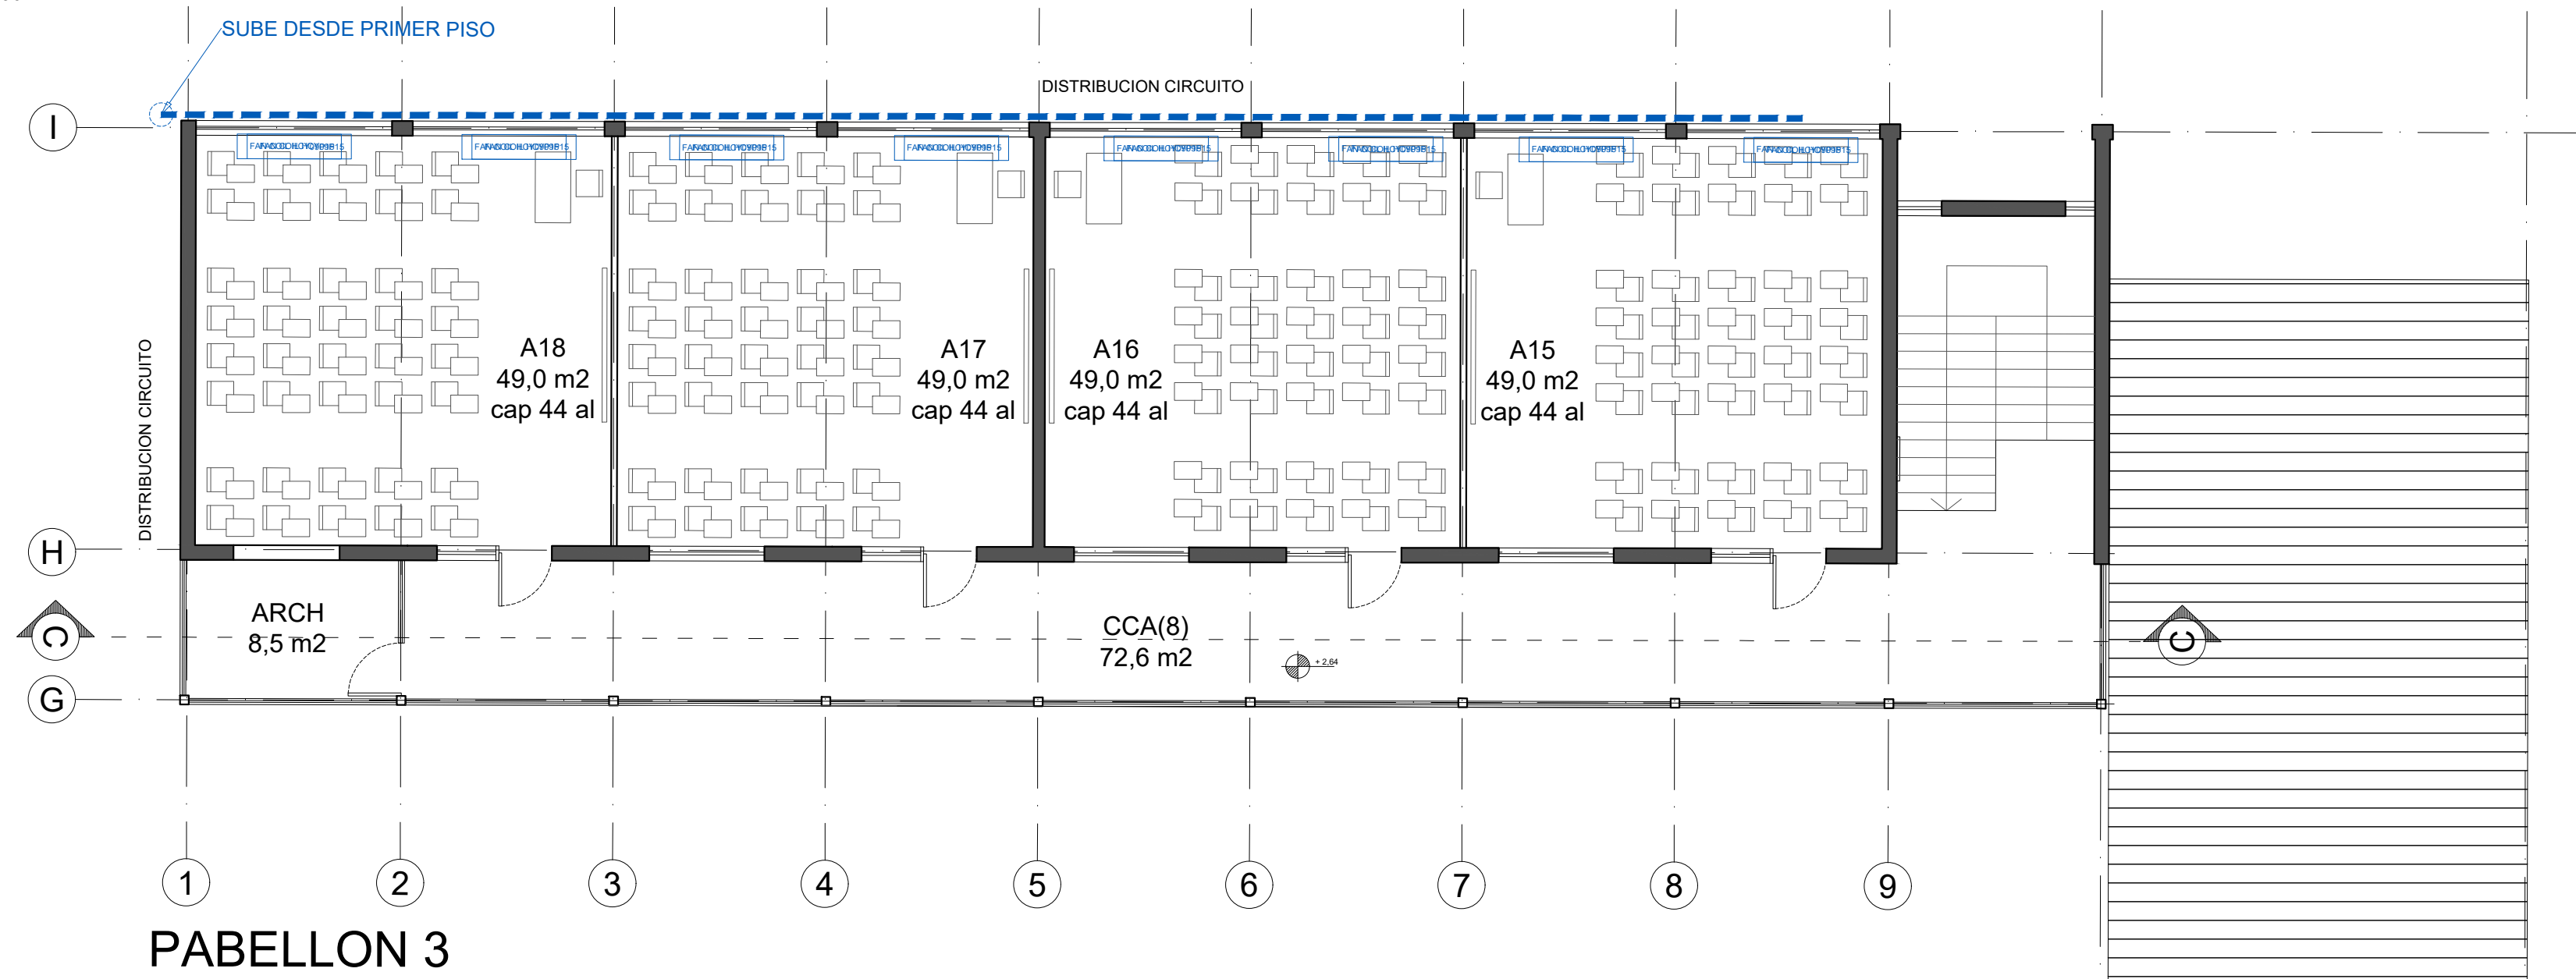 SUBE DESDE PRIMER PISO
DISTRIBUCION CIRCUITO
I
A18
49,0 m2
cap 44 al
A17
49,0 m2
cap 44 al
A16
49,0 m2
cap 44 al
A15
49,0 m2
cap 44 al
DISTRIBUCION CIRCUITO
H
ARCH
8,5 m2
CCA(8)
72,6 m2
+ 2,64
C
C
G
1
2
3
4
5
6
7
8
9
PABELLON 3